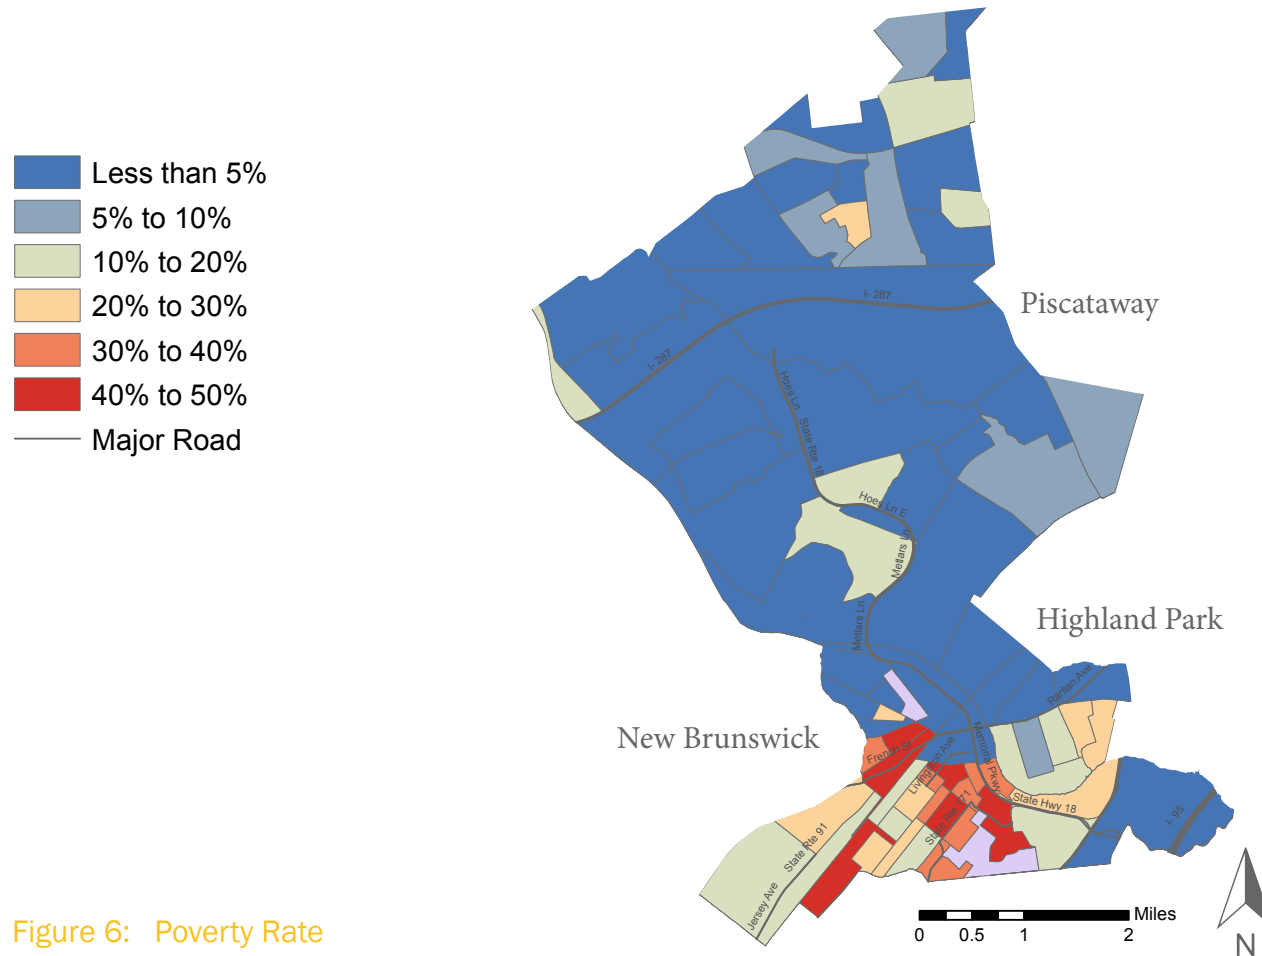 Less than 5%
5% to 10%
10% to 20%
20% to 30%
30% to 40%
40% to 50%
Major Road
I- 287
Piscataway
I- 287
Hoes Ln
State Rte 18
Hoes Ln E
Metlars Ln
Metlars Ln
Highland Park
Raritan Ave
New Brunswick
French St
Livingston Ave
Memorial Pkwy
State Hwy 18
State Rte 171
I- 95
State Rte 91
Jersey Ave
Miles
0 0.5 1 2
N
Figure 6: Poverty Rate